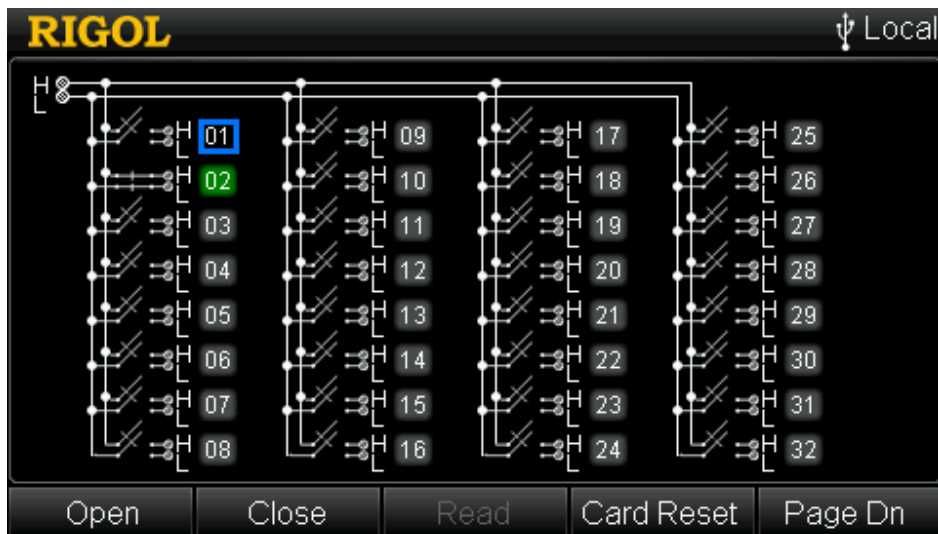 RIGOL Local
H
L
H 01 H 09 H 17 H 25
L L L L
H 02 H 10 H 18 H 26
L L L L
H 03 H 11 H 19 H 27
L L L L
H 04 H 12 H 20 H 28
L L L L
H 05 H 13 H 21 H 29
L L L L
H 06 H 14 H 22 H 30
L L L L
H 07 H 15 H 23 H 31
L L L L
H 08 H 16 H 24 H 32
L L L L
Open Close Read Card Reset Page Dn